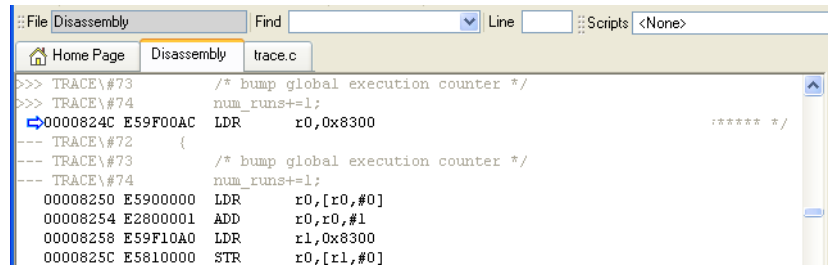 File Disassembly Find Line Scripts <None>
Home Page Disassembly trace.c
>>> TRACE\#73 /* bump global execution counter */
>>> TRACE\#74 num_runs+=1;
0000824C E59F00AC LDR r0,0x8300 :***** */
--- TRACE\#72 {
--- TRACE\#73 /* bump global execution counter */
--- TRACE\#74 num_runs+=1;
00008250 E5900000 LDR r0,[r0,#0]
00008254 E2800001 ADD r0,r0,#1
00008258 E59F10A0 LDR r1,0x8300
0000825C E5810000 STR r0,[r1,#0]